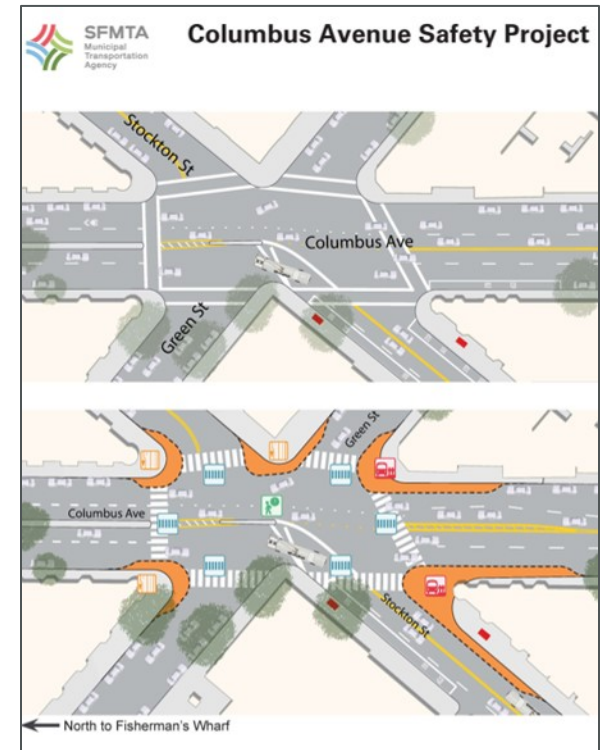 SFMTA
Municipal
Transportation
Agency
Columbus Avenue Safety Project
Stockton St
Columbus Ave
Green St
Green St
Columbus Ave
Stockton St
North to Fisherman's Wharf